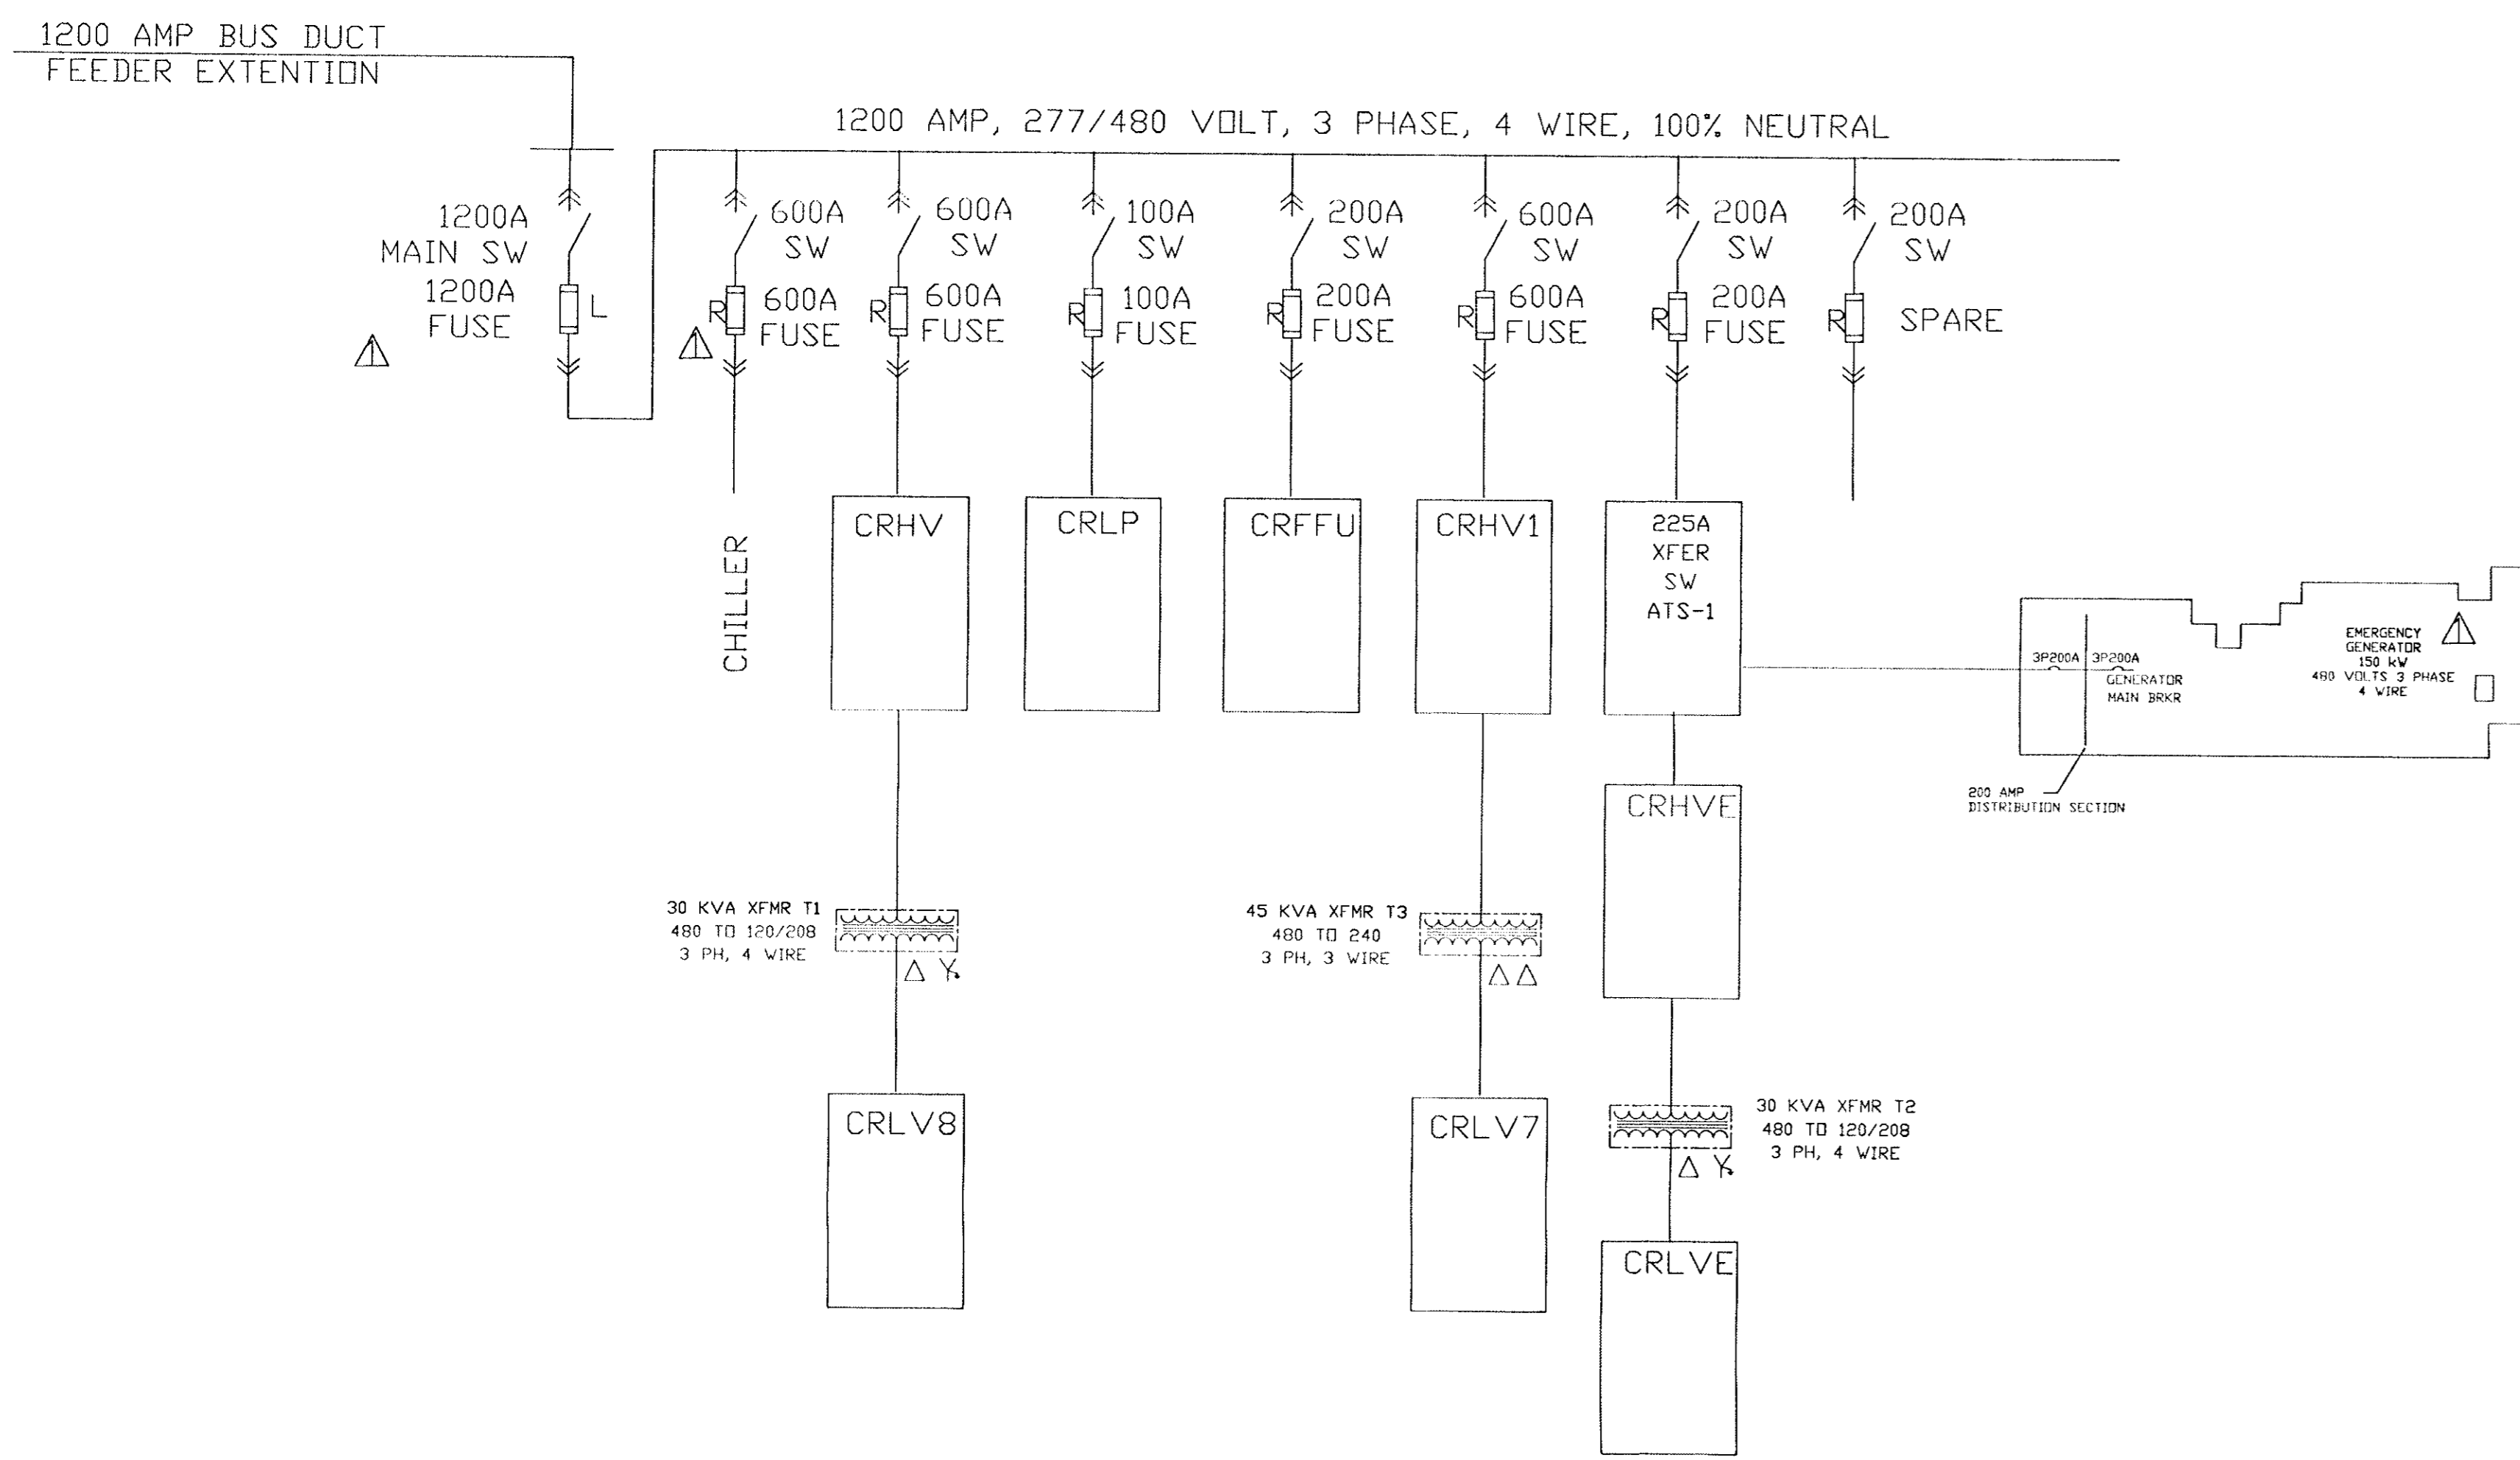 1200 AMP BUS DUCT
FEEDER EXTENTION
1200 AMP, 277/480 VOLT, 3 PHASE, 4 WIRE, 100% NEUTRAL
1200A
MAIN SW
1200A
FUSE
L
600A
SW
R
600A
FUSE
600A
SW
R
600A
FUSE
100A
SW
R
100A
FUSE
200A
SW
R
200A
FUSE
600A
SW
R
600A
FUSE
200A
SW
R
200A
FUSE
200A
SW
R
SPARE
CHILLER
CRHV
CRLP
CRFFU
CRHV1
225A
XFER
SW
ATS-1
3P200A
3P200A
GENERATOR
MAIN BRKR
EMERGENCY
GENERATOR
150 kW
480 VOLTS 3 PHASE
4 WIRE
200 AMP
DISTRIBUTION SECTION
CRHVE
30 KVA XFMR T1
480 TO 120/208
3 PH, 4 WIRE
Δ Y
45 KVA XFMR T3
480 TO 240
3 PH, 3 WIRE
Δ Δ
30 KVA XFMR T2
480 TO 120/208
3 PH, 4 WIRE
Δ Y
CRLV8
CRLV7
CRLVE